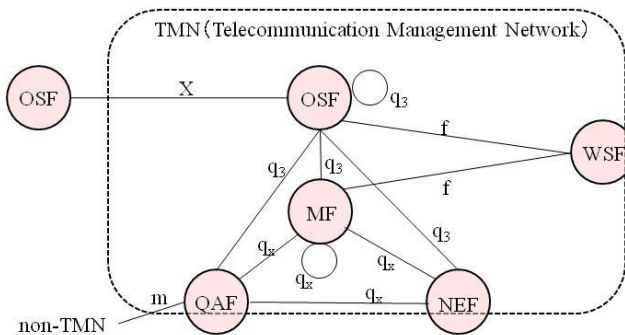 TMN(Telecommunication Management Network)
OSF
X
OSF
q3
f
WSF
q3
q3
f
MF
q3
qx
qx
qx
m
QAF
qx
NEF
non-TMN